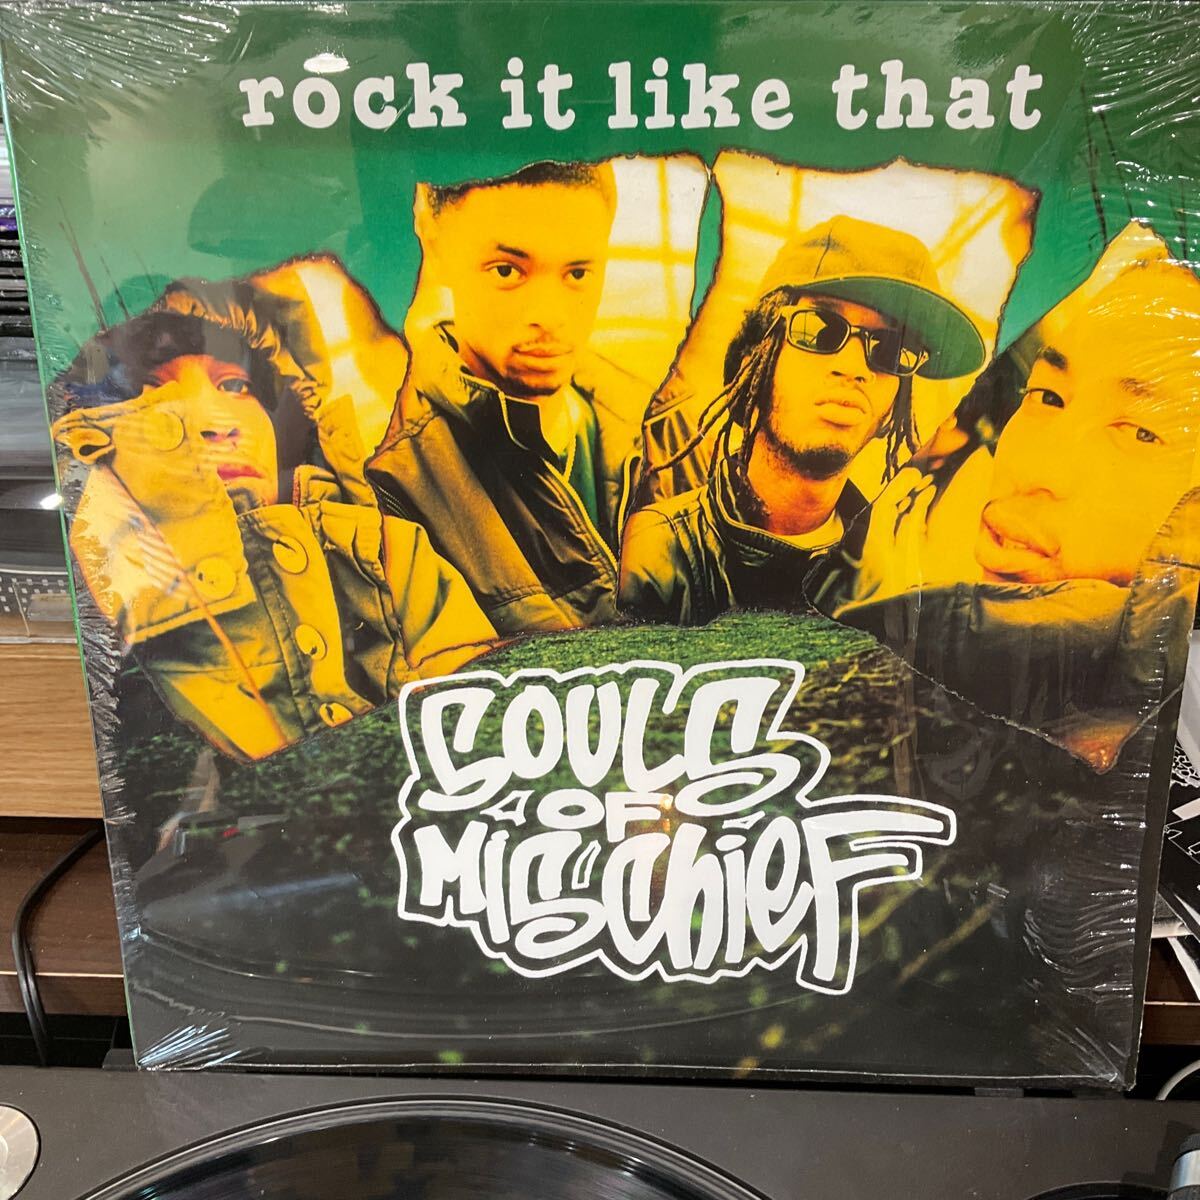 rock it like that
SOULS
OF
MISChiEF